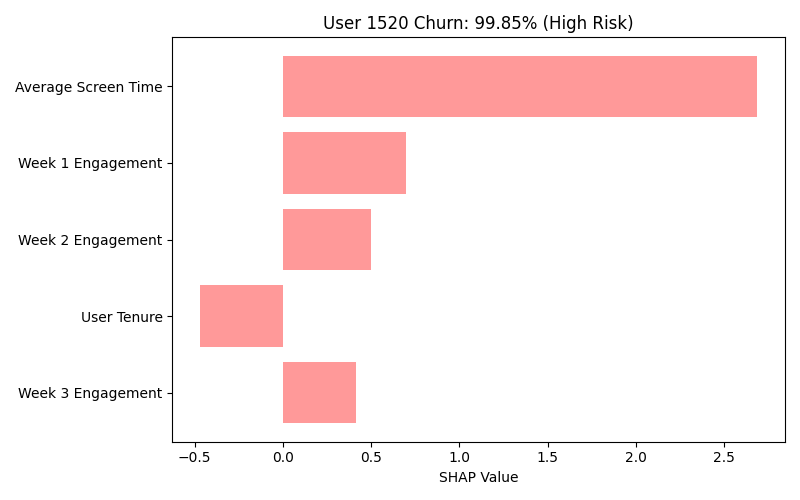 User 1520 Churn: 99.85% (High Risk)
Average Screen Time
Week 1 Engagement
Week 2 Engagement
User Tenure
Week 3 Engagement
−0.5 0.0 0.5 1.0 1.5 2.0 2.5
SHAP Value